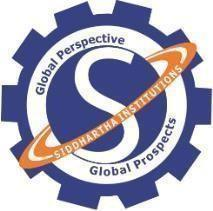 Global Perspective
S
SIDDHARTHA INSTITUTIONS
Global Prospects